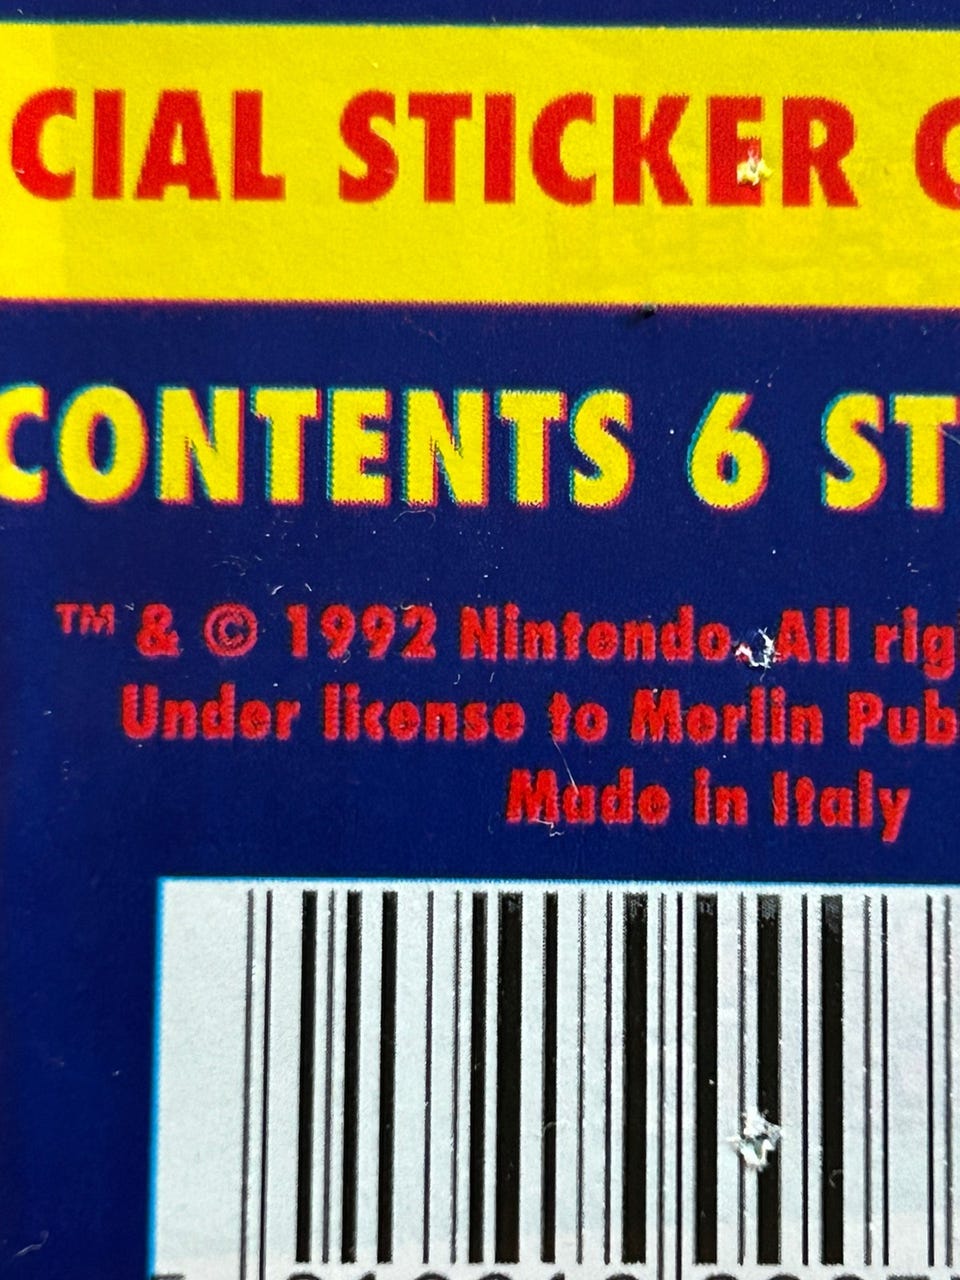 CIAL STICKER C
CONTENTS 6 ST
™ & © 1992 Nintendo. All rig
Under license to Merlin Pub
Made in Italy